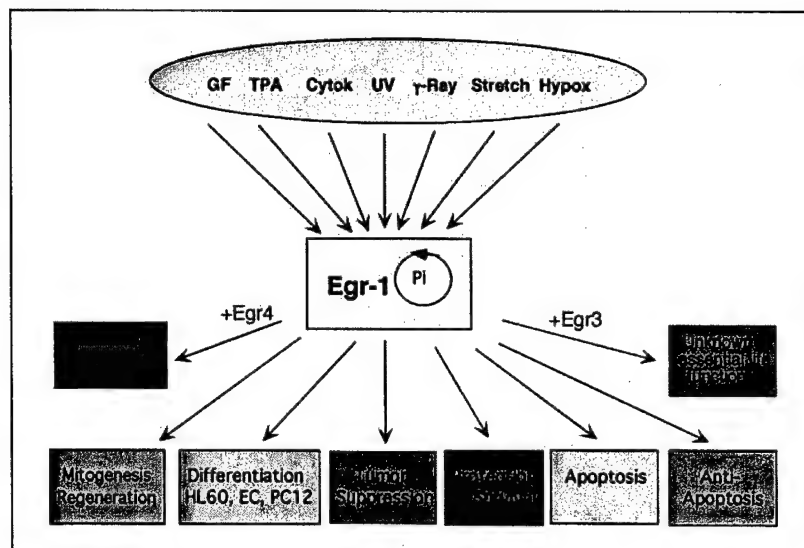 GF TPA Cytok UV γ-Ray Stretch Hypox
Egr-1
Pi
+Egr4
+Egr3
Unknown
essential life
function
Mitogenesis
Regeneration
Differentiation
HL60, EC, PC12
Tumor
Suppression
Apoptosis
Anti-
Apoptosis